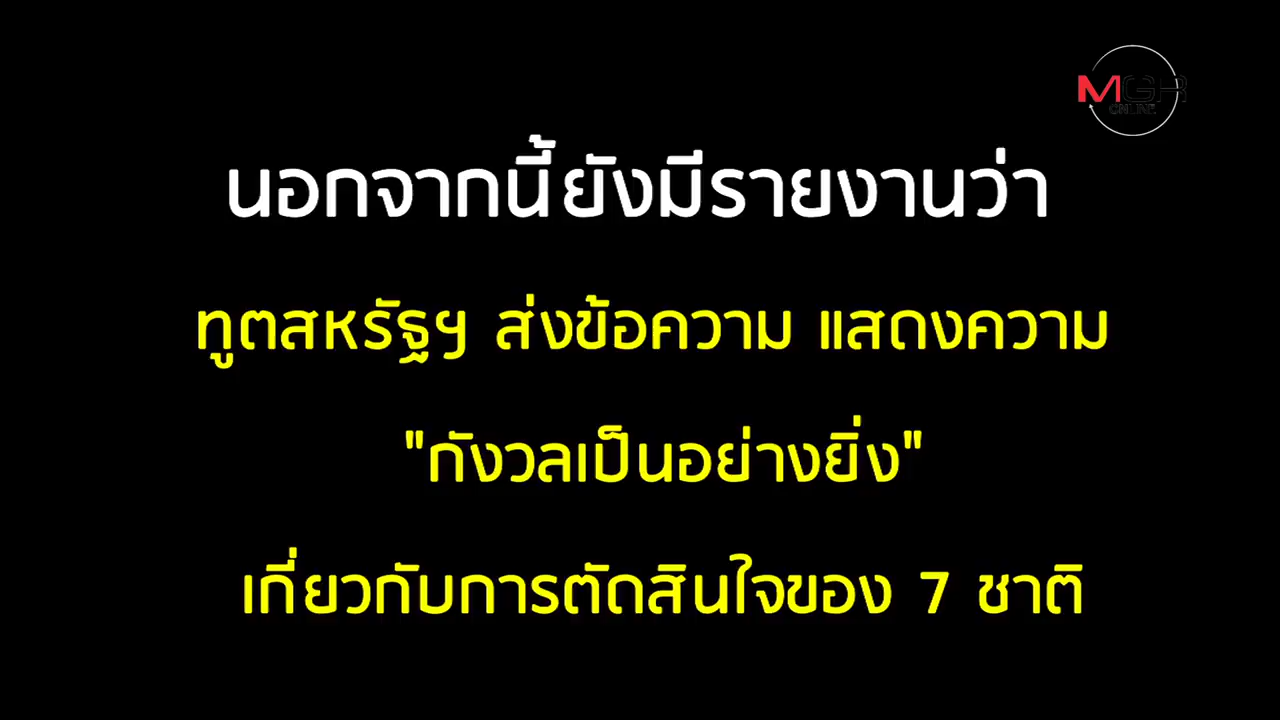 MGR
ONLINE
นอกจากนี้ยังมีรายงานว่า
ทูตสหรัฐฯ ส่งข้อความ แสดงความ
"กังวลเป็นอย่างยิ่ง"
เกี่ยวกับการตัดสินใจของ 7 ชาติ